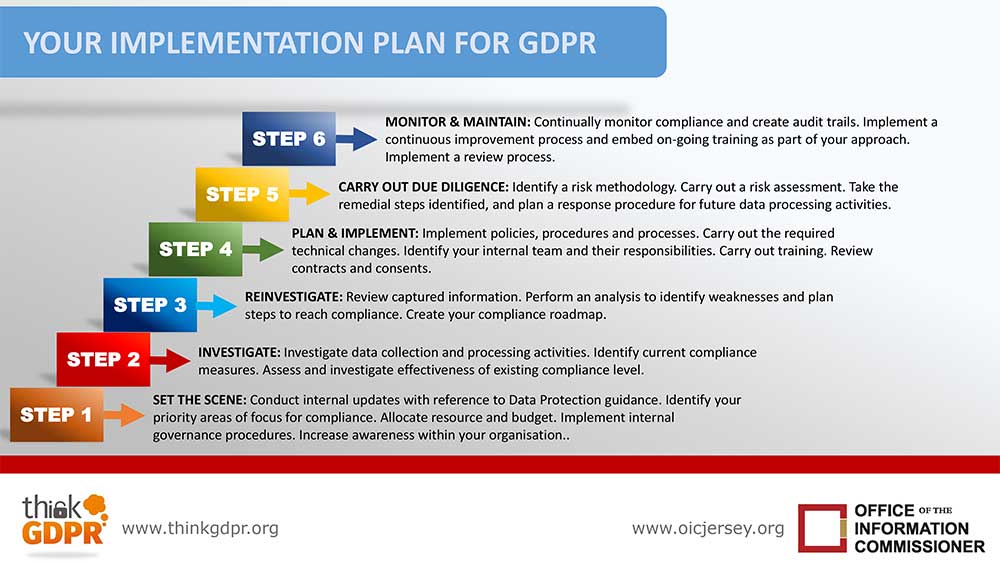 YOUR IMPLEMENTATION PLAN FOR GDPR
STEP 6
MONITOR & MAINTAIN: Continually monitor compliance and create audit trails. Implement a
continuous improvement process and embed on-going training as part of your approach.
Implement a review process.
STEP 5
CARRY OUT DUE DILIGENCE: Identify a risk methodology. Carry out a risk assessment. Take the
remedial steps identified, and plan a response procedure for future data processing activities.
STEP 4
PLAN & IMPLEMENT: Implement policies, procedures and processes. Carry out the required
technical changes. Identify your internal team and their responsibilities. Carry out training. Review
contracts and consents.
STEP 3
REINVESTIGATE: Review captured information. Perform an analysis to identify weaknesses and plan
steps to reach compliance. Create your compliance roadmap.
STEP 2
INVESTIGATE: Investigate data collection and processing activities. Identify current compliance
measures. Assess and investigate effectiveness of existing compliance level.
STEP 1
SET THE SCENE: Conduct internal updates with reference to Data Protection guidance. Identify your
priority areas of focus for compliance. Allocate resource and budget. Implement internal
governance procedures. Increase awareness within your organisation..
think
GDPR
www.thinkgdpr.org
www.oicjersey.org
OFFICE OF THE
INFORMATION
COMMISSIONER